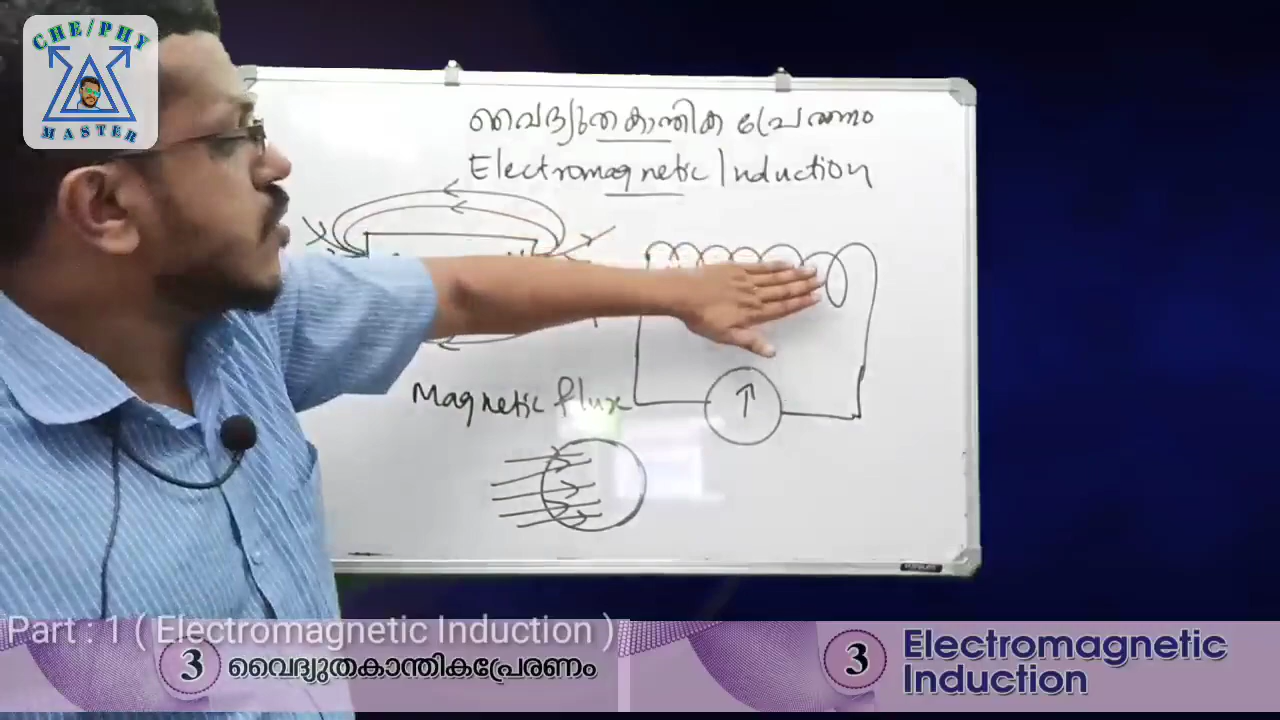 CHE/PHY
MASTER
വൈദ്യുതകാന്തിക പ്രേരണം
Electromagnetic Induction
Magnetic flux
Part : 1 ( Electromagnetic Induction )
3 വൈദ്യുതകാന്തികപ്രേരണം
3 Electromagnetic
Induction